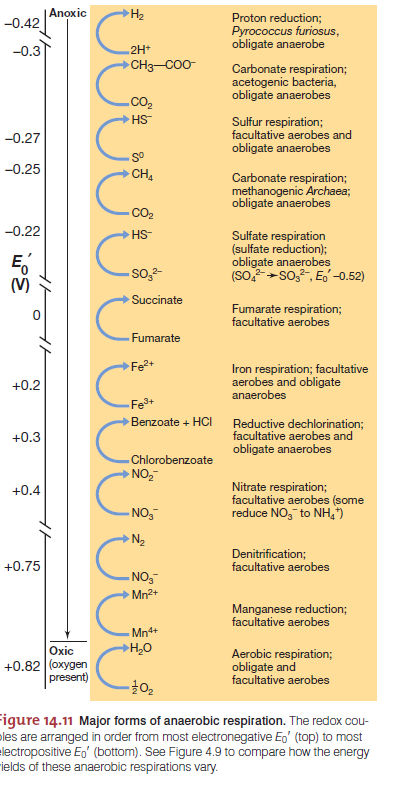 Anoxic
−0.42
H₂
2H⁺
Proton reduction;
Pyrococcus furiosus,
obligate anaerobe
−0.3
CH₃—COO⁻
CO₂
Carbonate respiration;
acetogenic bacteria,
obligate anaerobes
HS⁻
S⁰
Sulfur respiration;
facultative aerobes and
obligate anaerobes
−0.27
−0.25
CH₄
CO₂
Carbonate respiration;
methanogenic Archaea;
obligate anaerobes
−0.22
HS⁻
SO₃²⁻
Sulfate respiration
(sulfate reduction);
obligate anaerobes
(SO₄²⁻→SO₃²⁻, E₀′ −0.52)
E₀′
(V)
0
Succinate
Fumarate
Fumarate respiration;
facultative aerobes
+0.2
Fe²⁺
Fe³⁺
Iron respiration; facultative
aerobes and obligate
anaerobes
+0.3
Benzoate + HCl
Chlorobenzoate
Reductive dechlorination;
facultative aerobes and
obligate anaerobes
+0.4
NO₂⁻
NO₃⁻
Nitrate respiration;
facultative aerobes (some
reduce NO₃⁻ to NH₄⁺)
+0.75
N₂
NO₃⁻
Denitrification;
facultative aerobes
Mn²⁺
Mn⁴⁺
Manganese reduction;
facultative aerobes
Oxic
(oxygen
present)
+0.82
H₂O
½ O₂
Aerobic respiration;
obligate and
facultative aerobes
Figure 14.11 Major forms of anaerobic respiration. The redox cou-
ples are arranged in order from most electronegative E₀′ (top) to most
electropositive E₀′ (bottom). See Figure 4.9 to compare how the energy
yields of these anaerobic respirations vary.